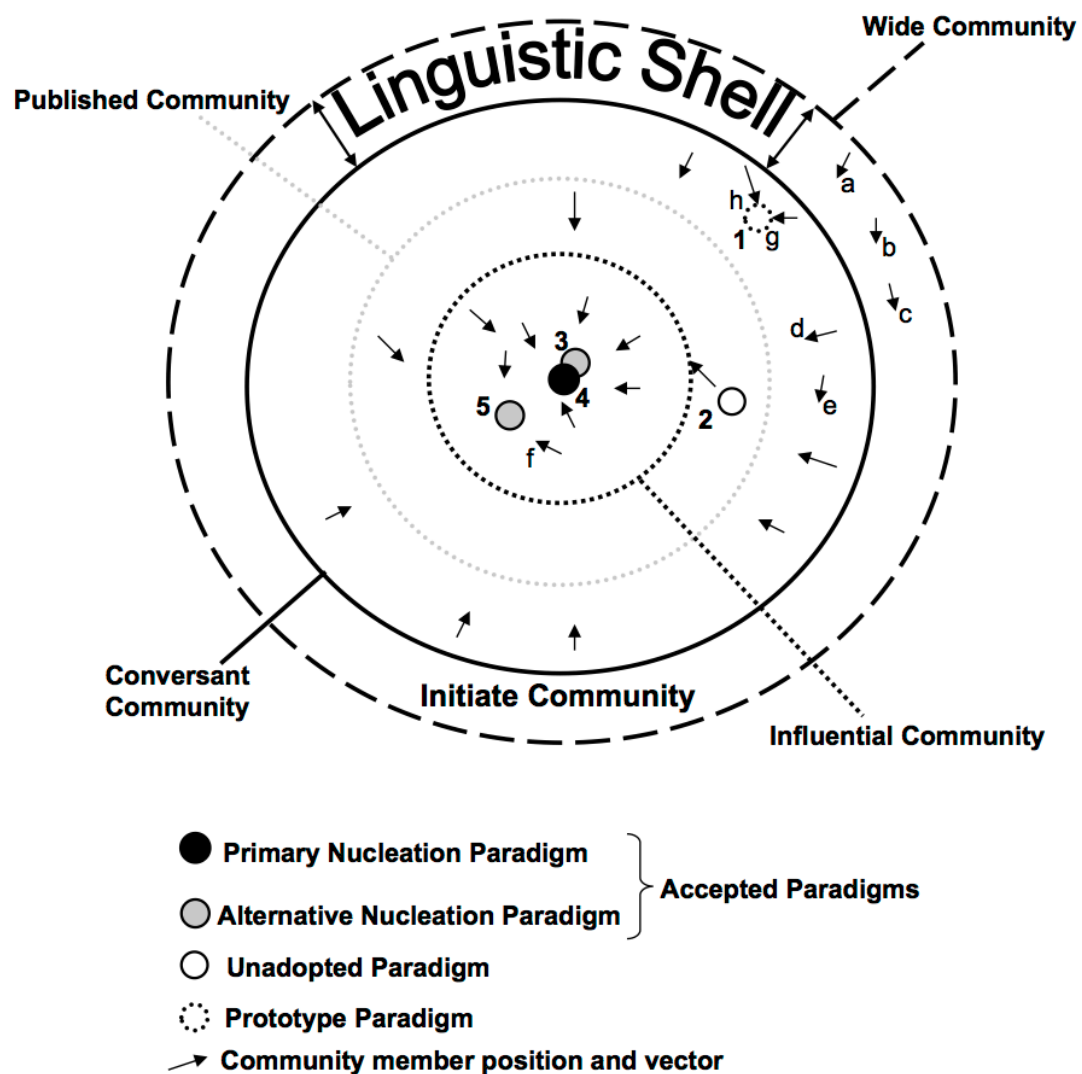 Wide Community
Linguistic Shell
Published Community
a
h
1
g
b
c
d
3
4
5
2
e
f
Conversant
Community
Initiate Community
Influential Community
Primary Nucleation Paradigm
Accepted Paradigms
Alternative Nucleation Paradigm
Unadopted Paradigm
Prototype Paradigm
Community member position and vector